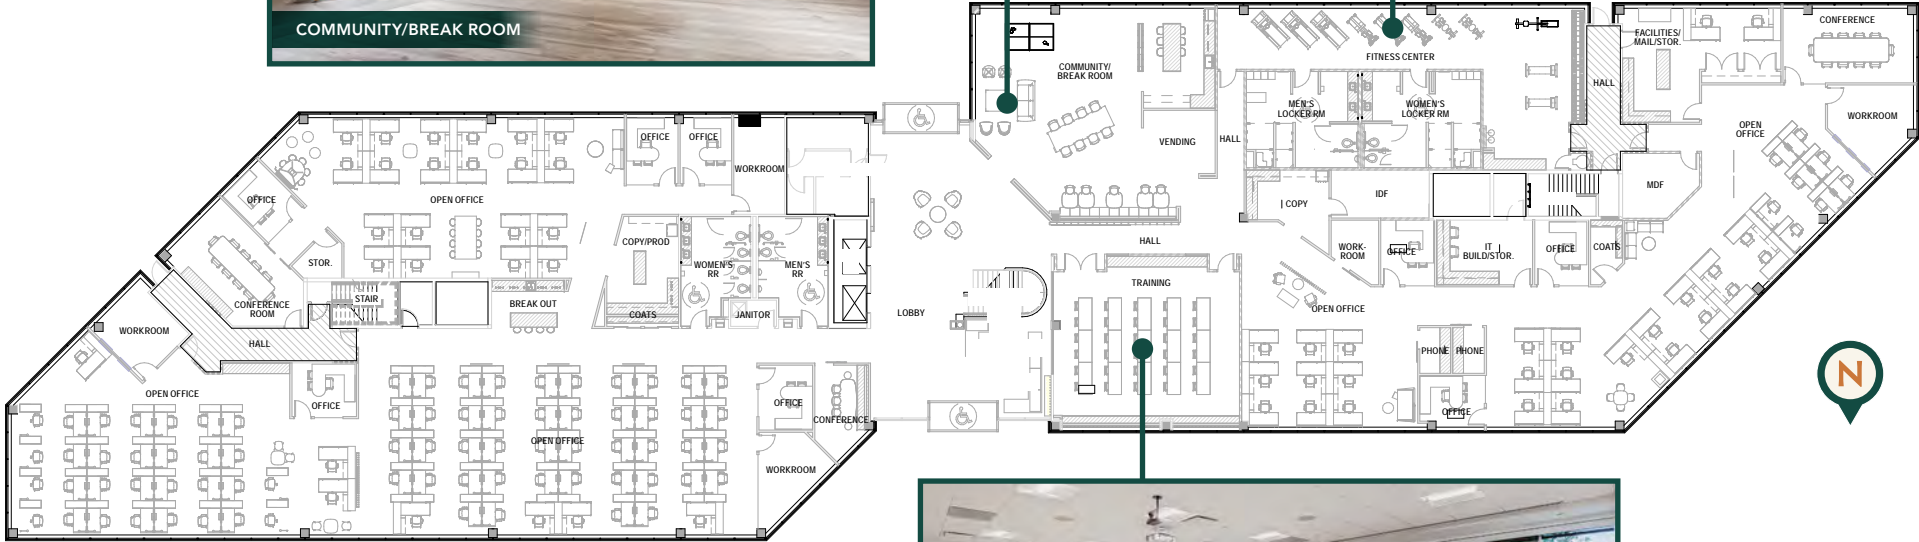 COMMUNITY/BREAK ROOM
CONFERENCE
FACILITIES/
MAIL/STOR.
FITNESS CENTER
COMMUNITY/
BREAK ROOM
HALL
MEN'S
LOCKER RM
WOMEN'S
LOCKER RM
WORKROOM
OPEN
OFFICE
OFFICE
OFFICE
VENDING
HALL
WORKROOM
MDF
IDF
OFFICE
OPEN OFFICE
COPY
COPY/PROD
HALL
WORK-
ROOM
OFFICE
IT
BUILD/STOR.
OFFICE
COATS
STOR.
WOMEN'S
RR
MEN'S
RR
TRAINING
STAIR
CONFERENCE
ROOM
BREAK OUT
COATS
JANITOR
LOBBY
OPEN OFFICE
WORKROOM
HALL
PHONE
PHONE
N
OPEN OFFICE
OFFICE
OFFICE
CONFERENCE
OFFICE
OPEN OFFICE
WORKROOM